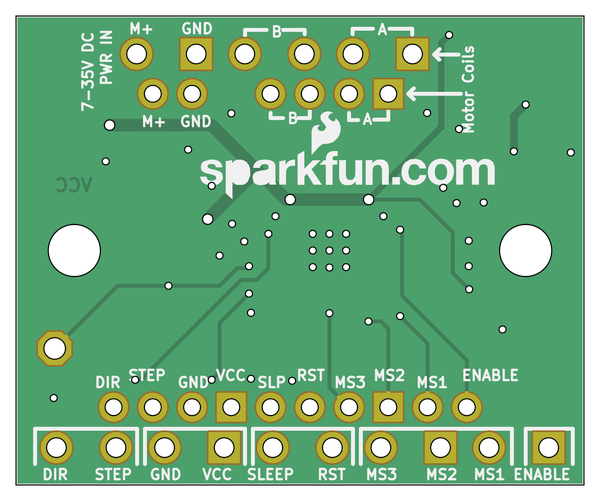 7-35V DC
PWR IN
M+ GND B A
M+ GND B A
Motor Coils
sparkfun.com
VCC
DIR STEP GND VCC SLP RST MS3 MS2 MS1 ENABLE
DIR STEP GND VCC SLEEP RST MS3 MS2 MS1 ENABLE